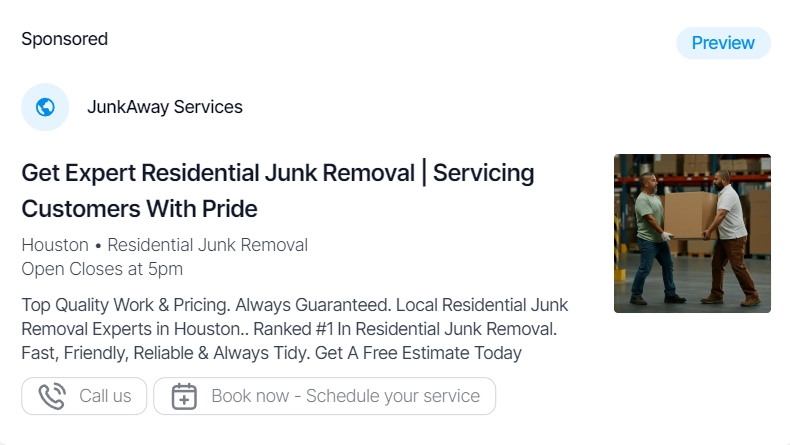 Sponsored
Preview
JunkAway Services
Get Expert Residential Junk Removal | Servicing
Customers With Pride
Houston • Residential Junk Removal
Open Closes at 5pm
Top Quality Work & Pricing. Always Guaranteed. Local Residential Junk
Removal Experts in Houston.. Ranked #1 In Residential Junk Removal.
Fast, Friendly, Reliable & Always Tidy. Get A Free Estimate Today
Call us
Book now - Schedule your service